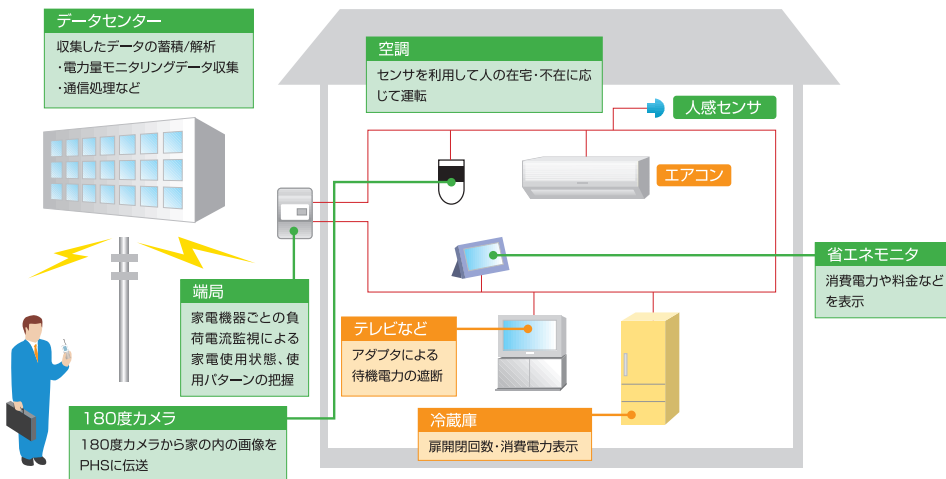 データセンター
収集したデータの蓄積/解析
・電力量モニタリングデータ収集
・通信処理など
空調
センサを利用して人の在宅・不在に応
じて運転
人感センサ
エアコン
省エネモニタ
消費電力や料金など
を表示
端局
家電機器ごとの負
荷電流監視による
家電使用状態、使
用パターンの把握
テレビなど
アダプタによる
待機電力の遮断
冷蔵庫
扉開閉回数・消費電力表示
180度カメラ
180度カメラから家の内の画像を
PHSに伝送